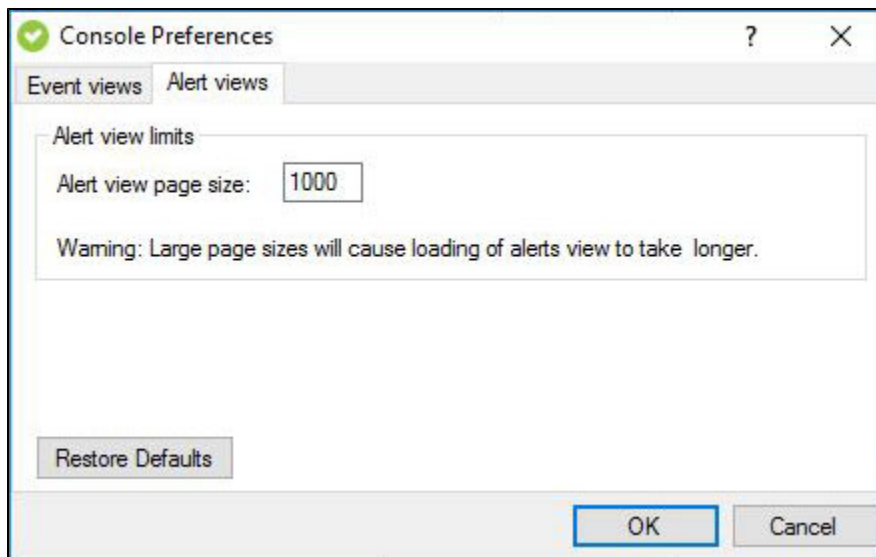 Console Preferences
?
Event views
Alert views
Alert view limits
Alert view page size: 1000
Warning: Large page sizes will cause loading of alerts view to take longer.
Restore Defaults
OK
Cancel